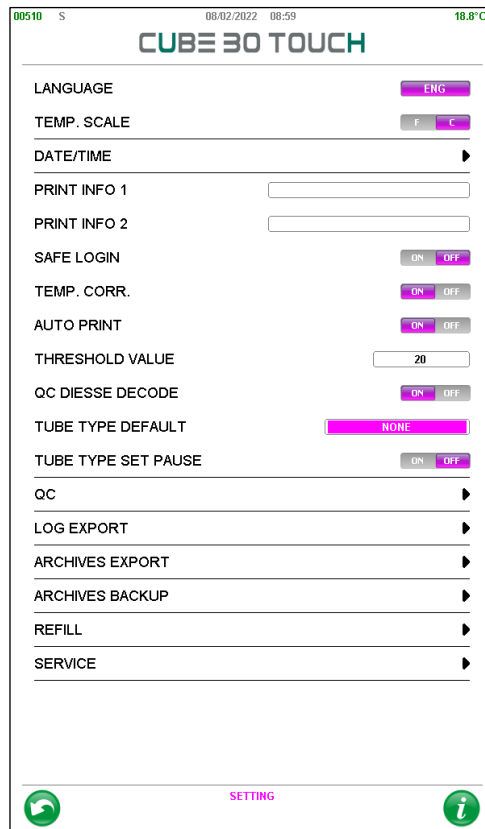 00510 S 08/02/2022 08:59 18.8°C
CUBE 30 TOUCH
LANGUAGE ENG
TEMP. SCALE F C
DATE/TIME
PRINT INFO 1
PRINT INFO 2
SAFE LOGIN ON OFF
TEMP. CORR. ON OFF
AUTO PRINT ON OFF
THRESHOLD VALUE 20
QC DIESSE DECODE ON OFF
TUBE TYPE DEFAULT NONE
TUBE TYPE SET PAUSE ON OFF
QC
LOG EXPORT
ARCHIVES EXPORT
ARCHIVES BACKUP
REFILL
SERVICE
SETTING
i